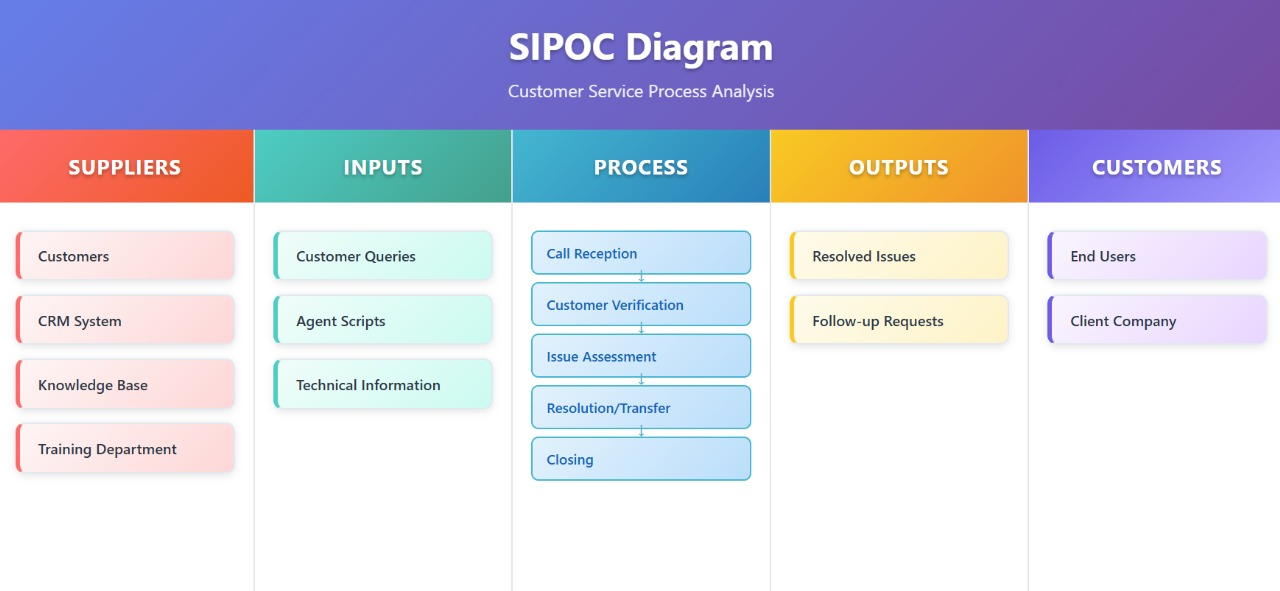 SIPOC Diagram
Customer Service Process Analysis
SUPPLIERS
Customers
CRM System
Knowledge Base
Training Department
INPUTS
Customer Queries
Agent Scripts
Technical Information
PROCESS
Call Reception
↓
Customer Verification
↓
Issue Assessment
↓
Resolution/Transfer
↓
Closing
OUTPUTS
Resolved Issues
Follow-up Requests
CUSTOMERS
End Users
Client Company